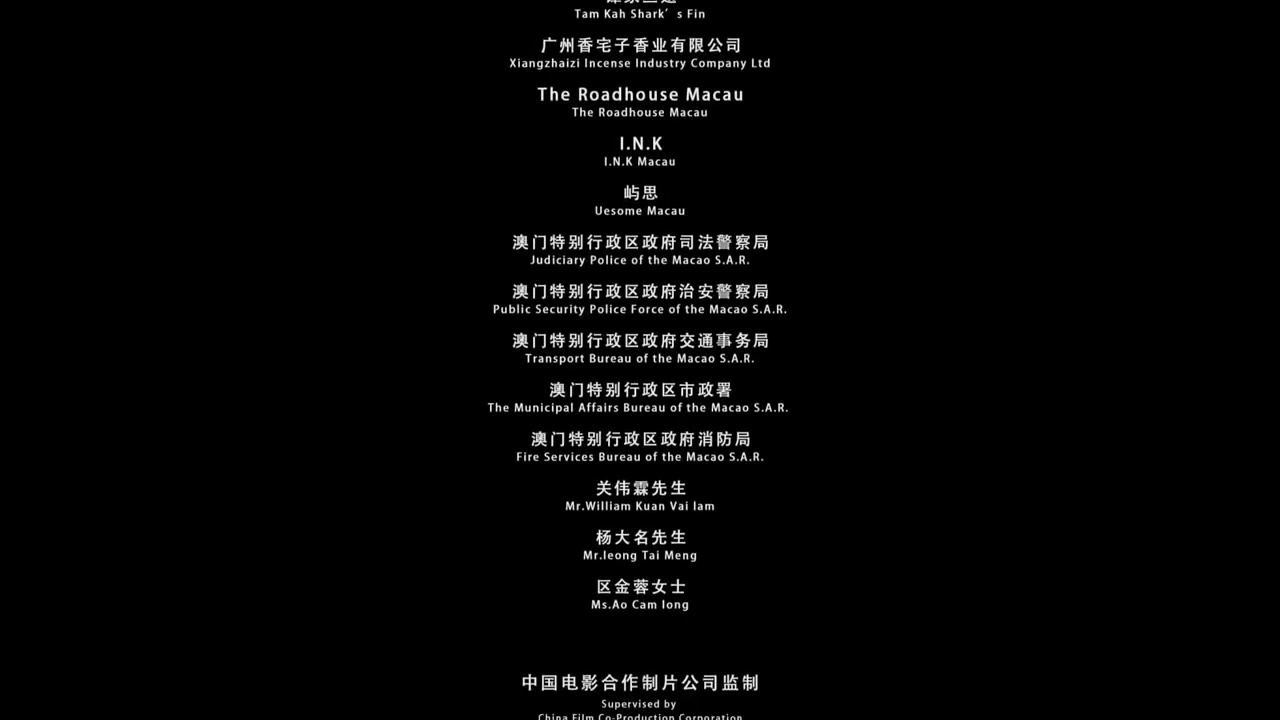 Tam Kah Shark's Fin
广州香宅子香业有限公司
Xiangzhaizi Incense Industry Company Ltd
The Roadhouse Macau
The Roadhouse Macau
I.N.K
I.N.K Macau
屿思
Uesome Macau
澳门特别行政区政府司法警察局
Judiciary Police of the Macao S.A.R.
澳门特别行政区政府治安警察局
Public Security Police Force of the Macao S.A.R.
澳门特别行政区政府交通事务局
Transport Bureau of the Macao S.A.R.
澳门特别行政区市政署
The Municipal Affairs Bureau of the Macao S.A.R.
澳门特别行政区政府消防局
Fire Services Bureau of the Macao S.A.R.
关伟霖先生
Mr.William Kuan Vai lam
杨大名先生
Mr.leong Tai Meng
区金蓉女士
Ms.Ao Cam long
中国电影合作制片公司监制
Supervised by
China Film Co-Production Corporation